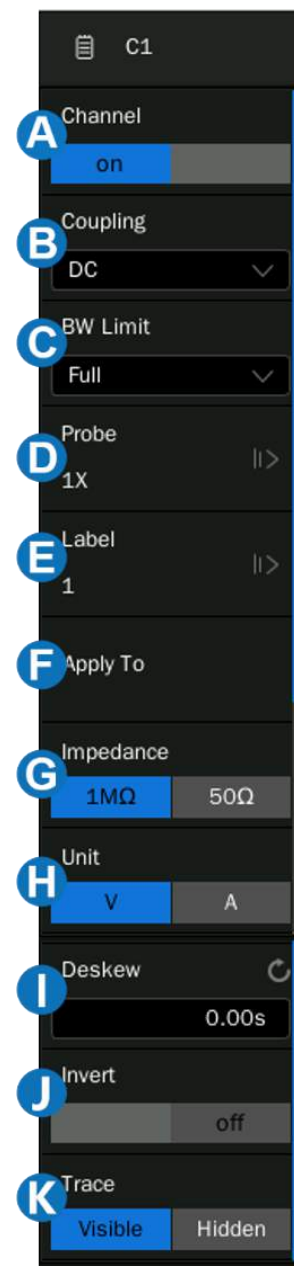 C1
A
Channel
on
B
Coupling
DC
C
BW Limit
Full
D
Probe
1X
E
Label
1
F
Apply To
G
Impedance
1MΩ 50Ω
H
Unit
V A
I
Deskew
0.00s
J
Invert
off
K
Trace
Visible Hidden